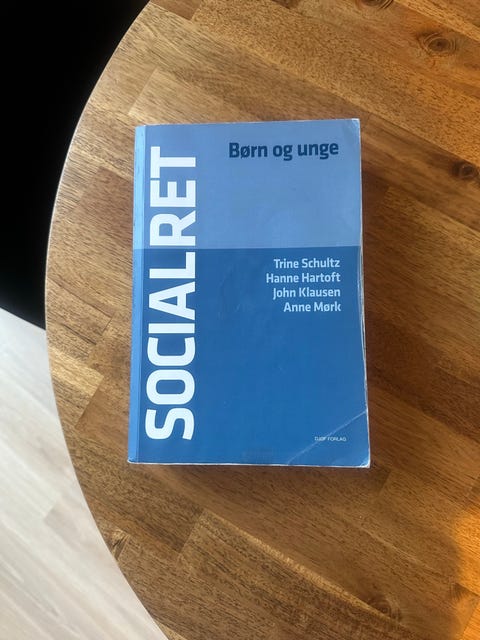 SOCIALRET
Børn og unge
Trine Schultz
Hanne Hartoft
John Klausen
Anne Mørk
DJØF FORLAG